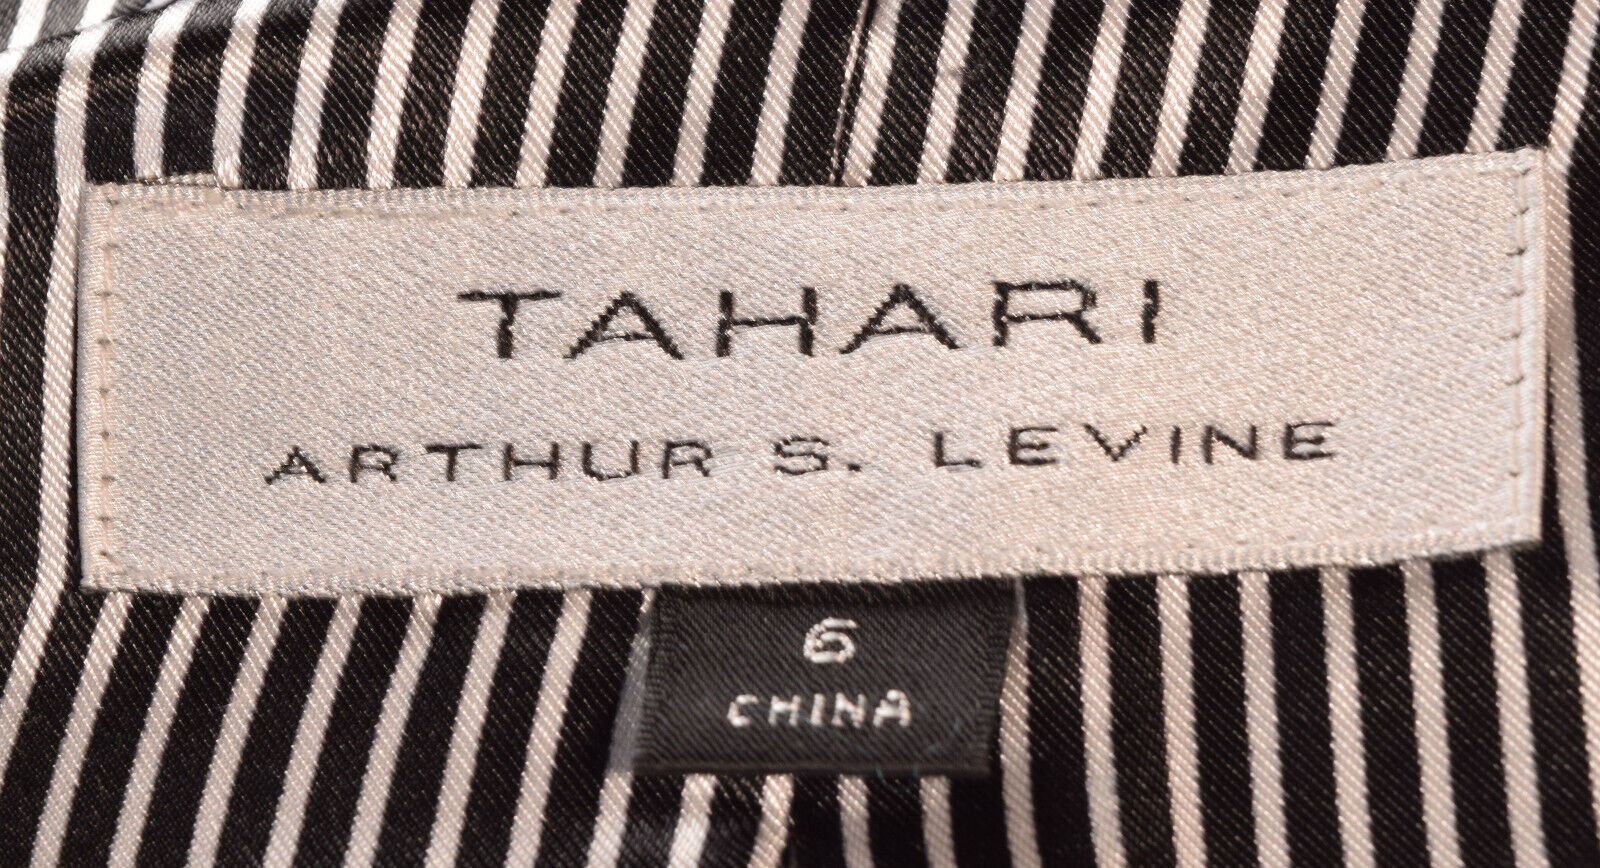 TAHARI
ARTHUR S. LEVINE
6
CHINA